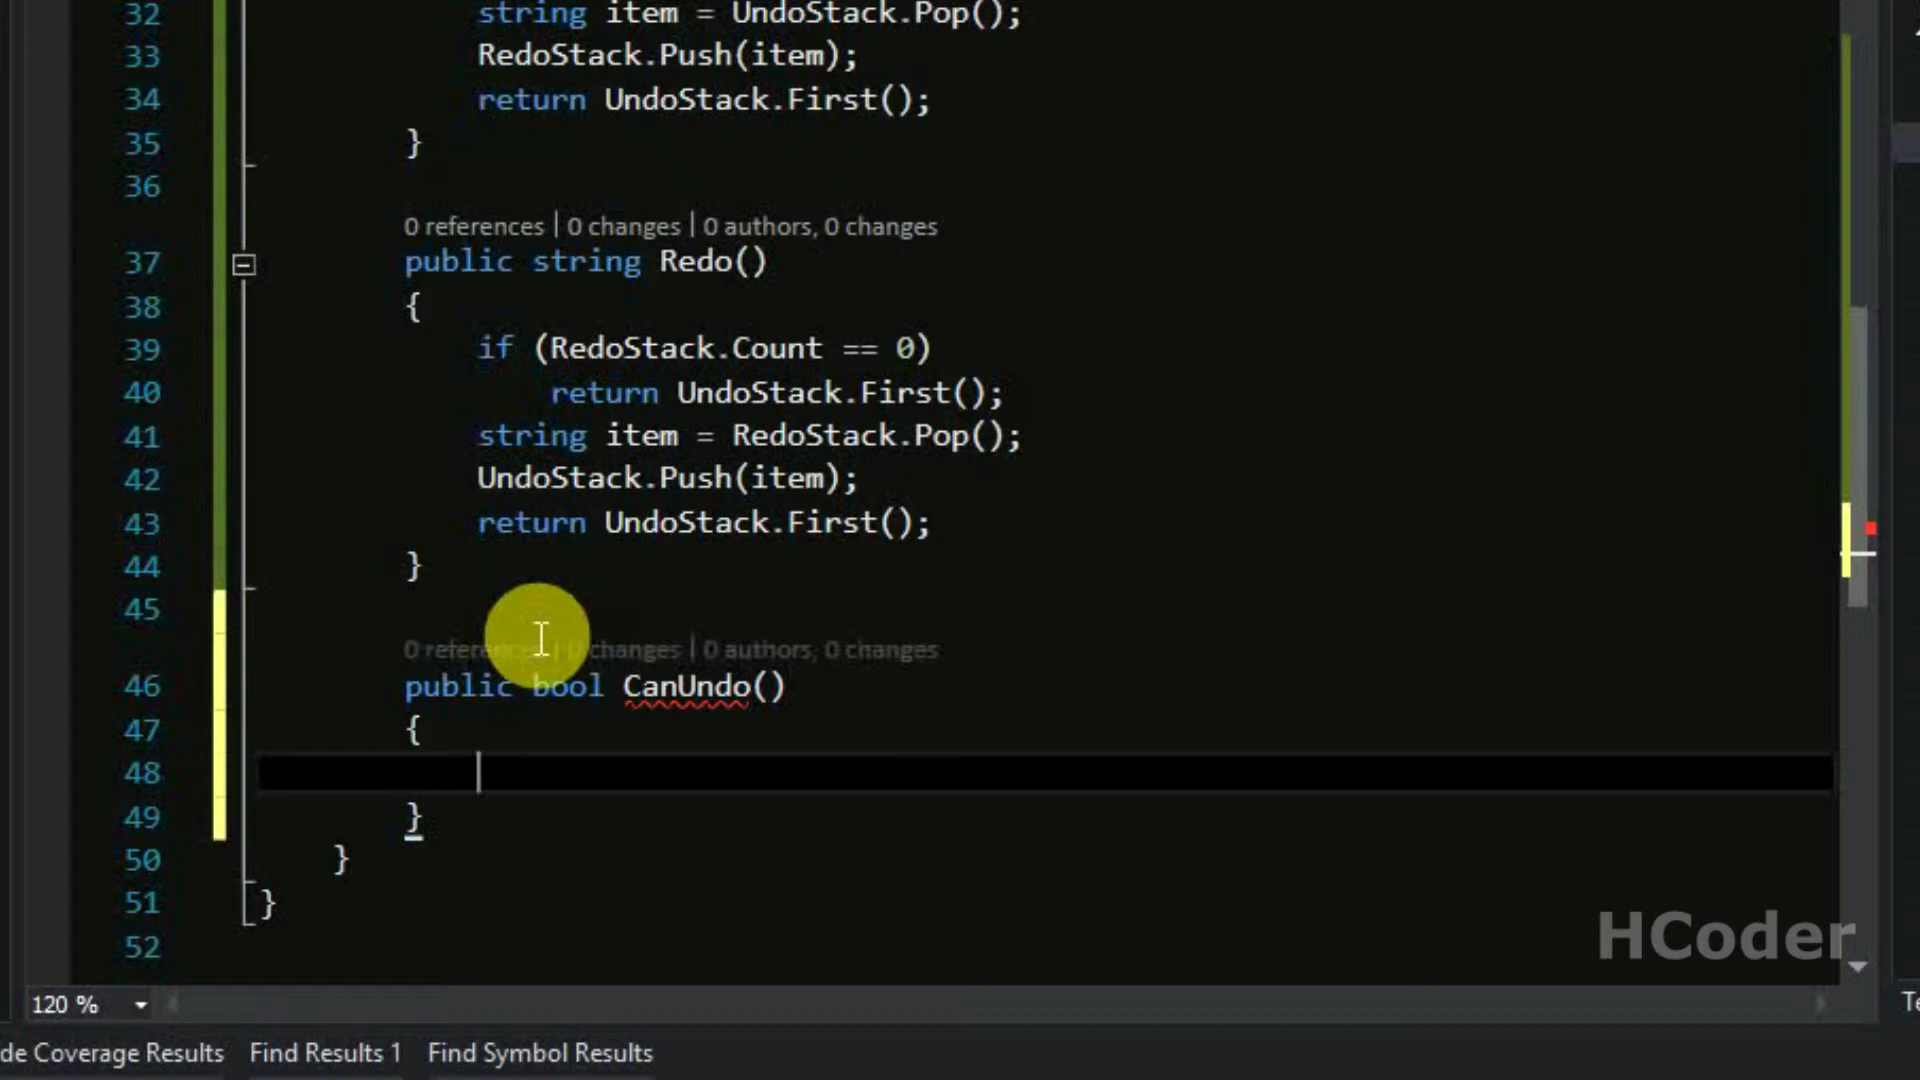 32 string item = UndoStack.Pop();
33 RedoStack.Push(item);
34 return UndoStack.First();
35 }
36
0 references | 0 changes | 0 authors, 0 changes
37 public string Redo()
38 {
39 if (RedoStack.Count == 0)
40 return UndoStack.First();
41 string item = RedoStack.Pop();
42 UndoStack.Push(item);
43 return UndoStack.First();
44 }
45
0 references | 0 changes | 0 authors, 0 changes
46 public bool CanUndo()
47 {
48
49 }
50 }
51 }
52
HCoder
120 %
de Coverage Results Find Results 1 Find Symbol Results